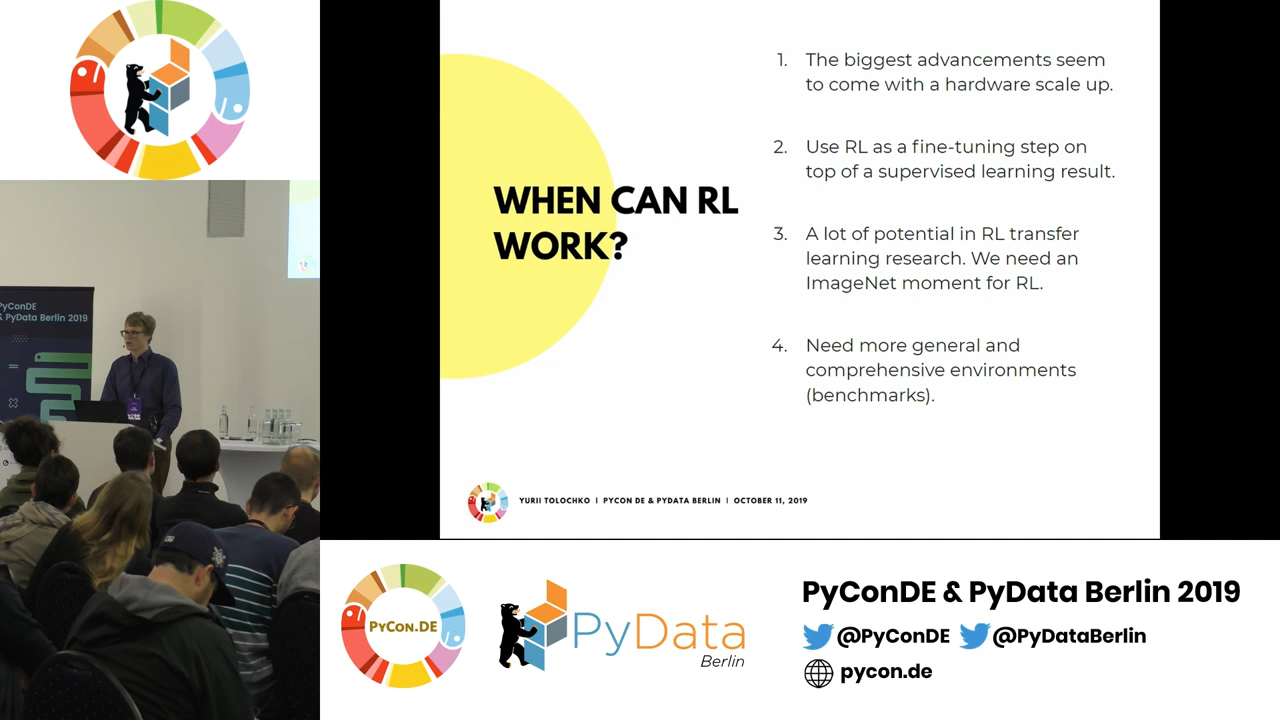 PyConDE
& PyData Berlin 2019
WHEN CAN RL
WORK?
1. The biggest advancements seem
to come with a hardware scale up.
2. Use RL as a fine-tuning step on
top of a supervised learning result.
3. A lot of potential in RL transfer
learning research. We need an
ImageNet moment for RL.
4. Need more general and
comprehensive environments
(benchmarks).
YURII TOLOCHKO | PYCON DE & PYDATA BERLIN | OCTOBER 11, 2019
PYCON.DE
PyData
Berlin
PyConDE & PyData Berlin 2019
@PyConDE @PyDataBerlin
pycon.de